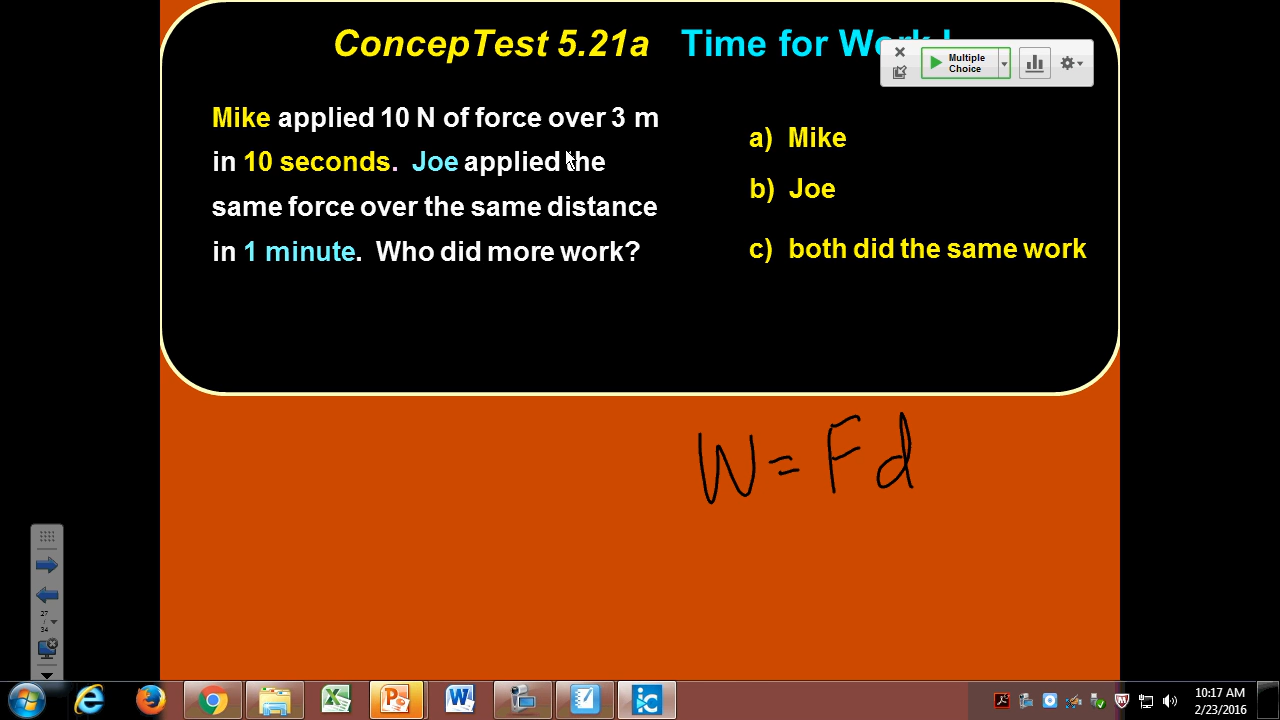 ConcepTest 5.21a Time for Work !
Multiple
Choice
Mike applied 10 N of force over 3 m
in 10 seconds. Joe applied the
same force over the same distance
in 1 minute. Who did more work?
a) Mike
b) Joe
c) both did the same work
W = Fd
27
/
34
10:17 AM
2/23/2016